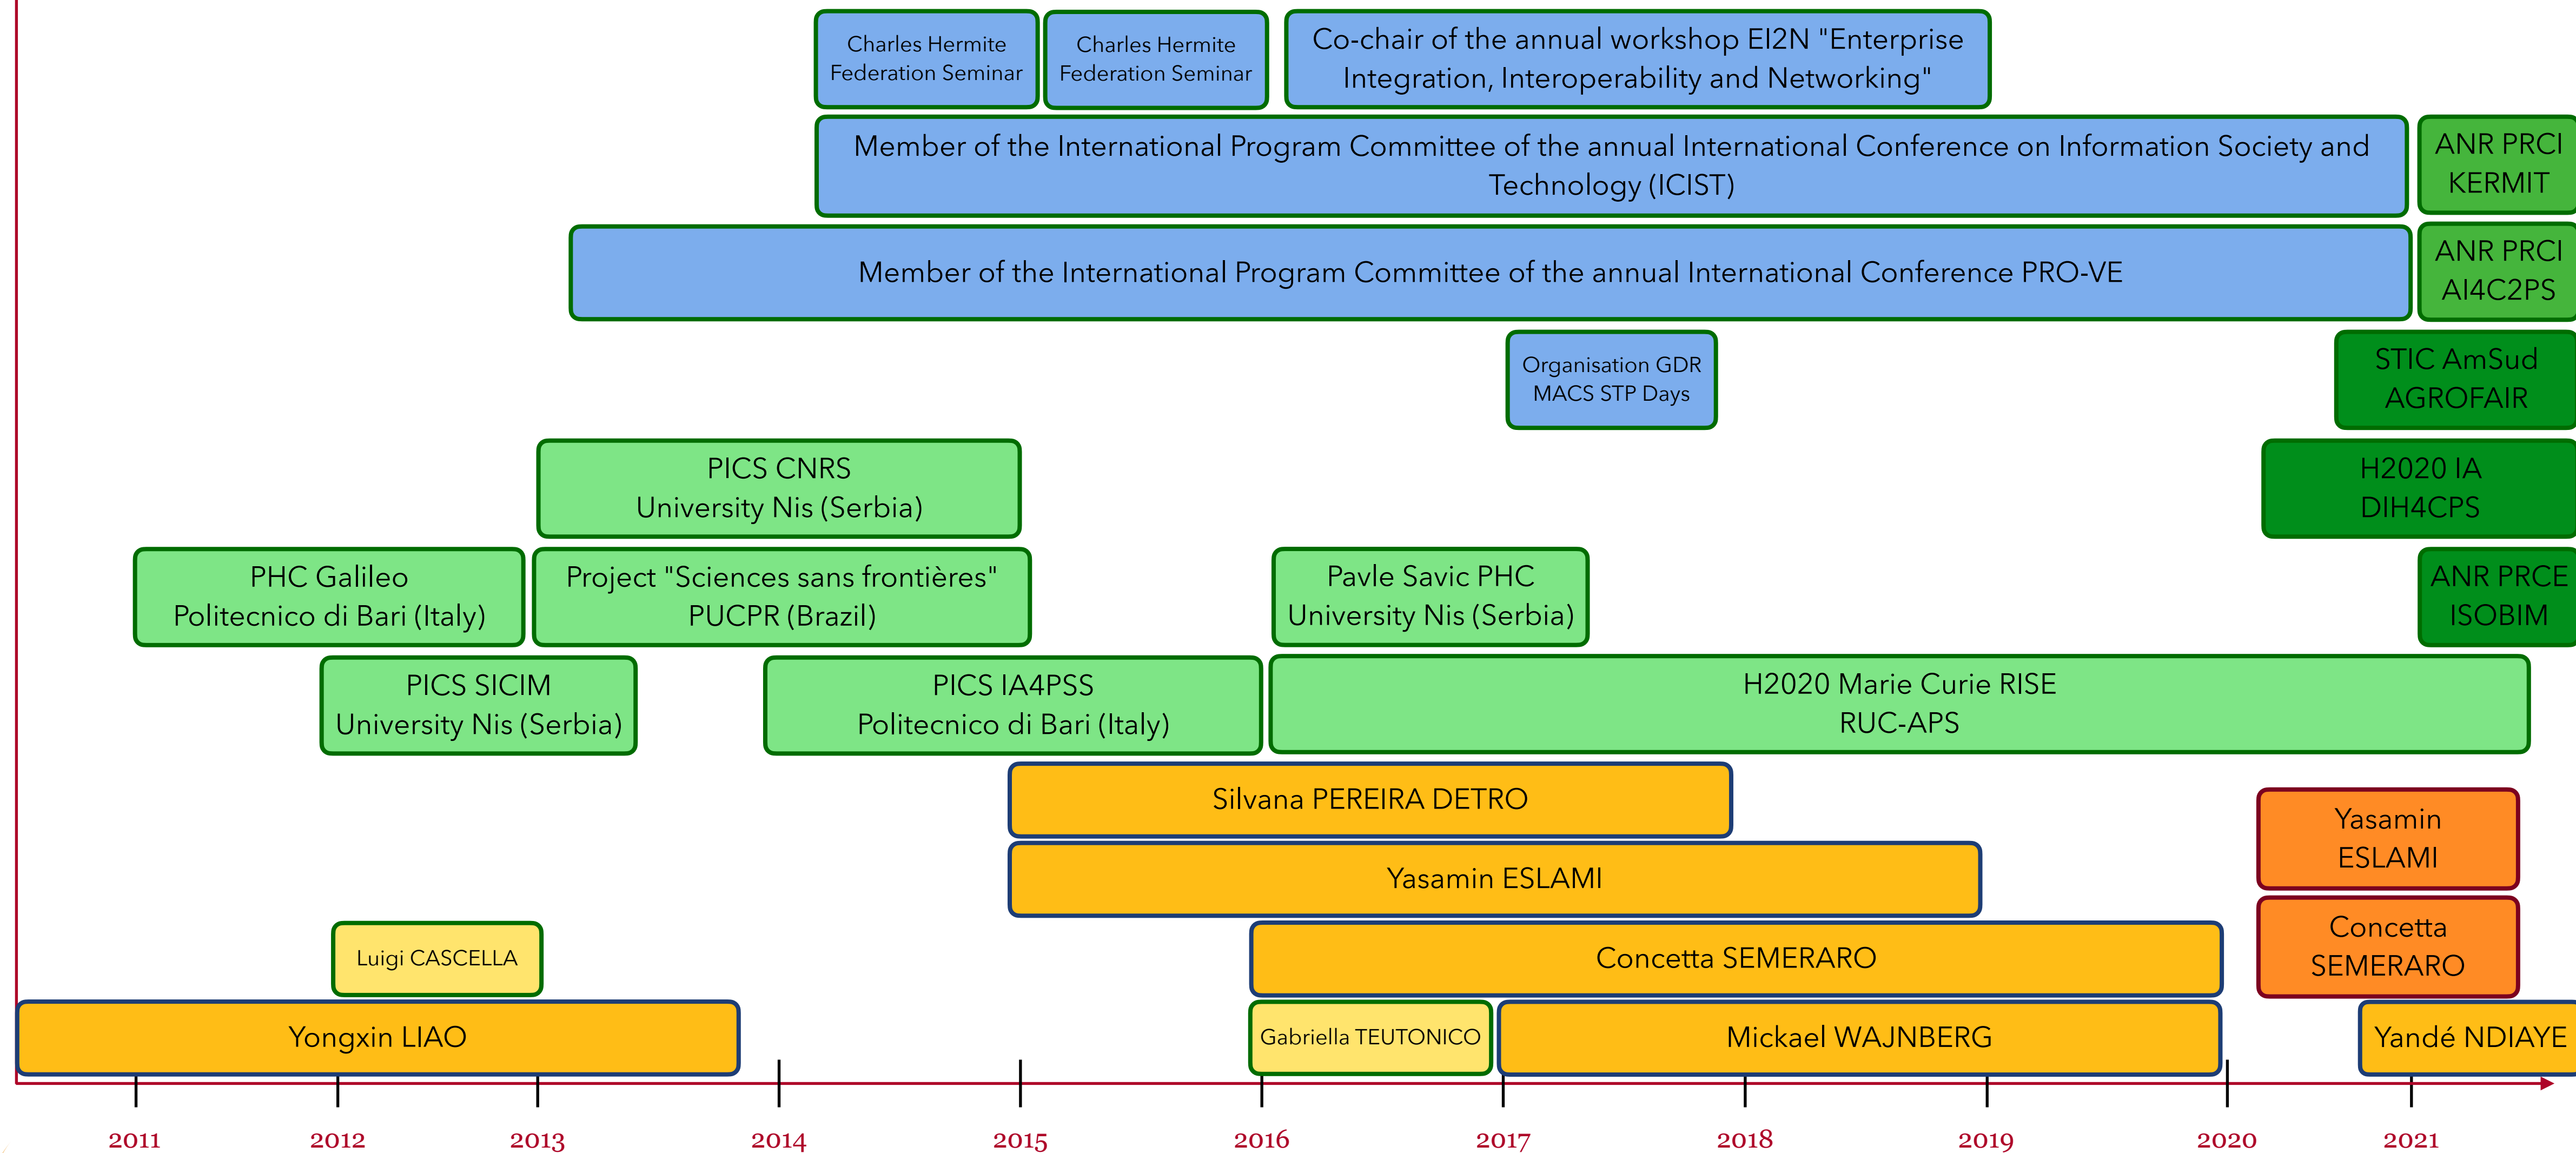 Charles Hermite
Federation Seminar
Charles Hermite
Federation Seminar
Co-chair of the annual workshop EI2N "Enterprise
Integration, Interoperability and Networking"
Member of the International Program Committee of the annual International Conference on Information Society and
Technology (ICIST)
ANR PRCI
KERMIT
Member of the International Program Committee of the annual International Conference PRO-VE
ANR PRCI
AI4C2PS
Organisation GDR
MACS STP Days
STIC AmSud
AGROFAIR
PICS CNRS
University Nis (Serbia)
H2020 IA
DIH4CPS
PHC Galileo
Politecnico di Bari (Italy)
Project "Sciences sans frontières"
PUCPR (Brazil)
Pavle Savic PHC
University Nis (Serbia)
ANR PRCE
ISOBIM
PICS SICIM
University Nis (Serbia)
PICS IA4PSS
Politecnico di Bari (Italy)
H2020 Marie Curie RISE
RUC-APS
Silvana PEREIRA DETRO
Yasamin
ESLAMI
Yasamin ESLAMI
Luigi CASCELLA
Concetta SEMERARO
Concetta
SEMERARO
Yongxin LIAO
Gabriella TEUTONICO
Mickael WAJNBERG
Yandé NDIAYE
2011
2012
2013
2014
2015
2016
2017
2018
2019
2020
2021